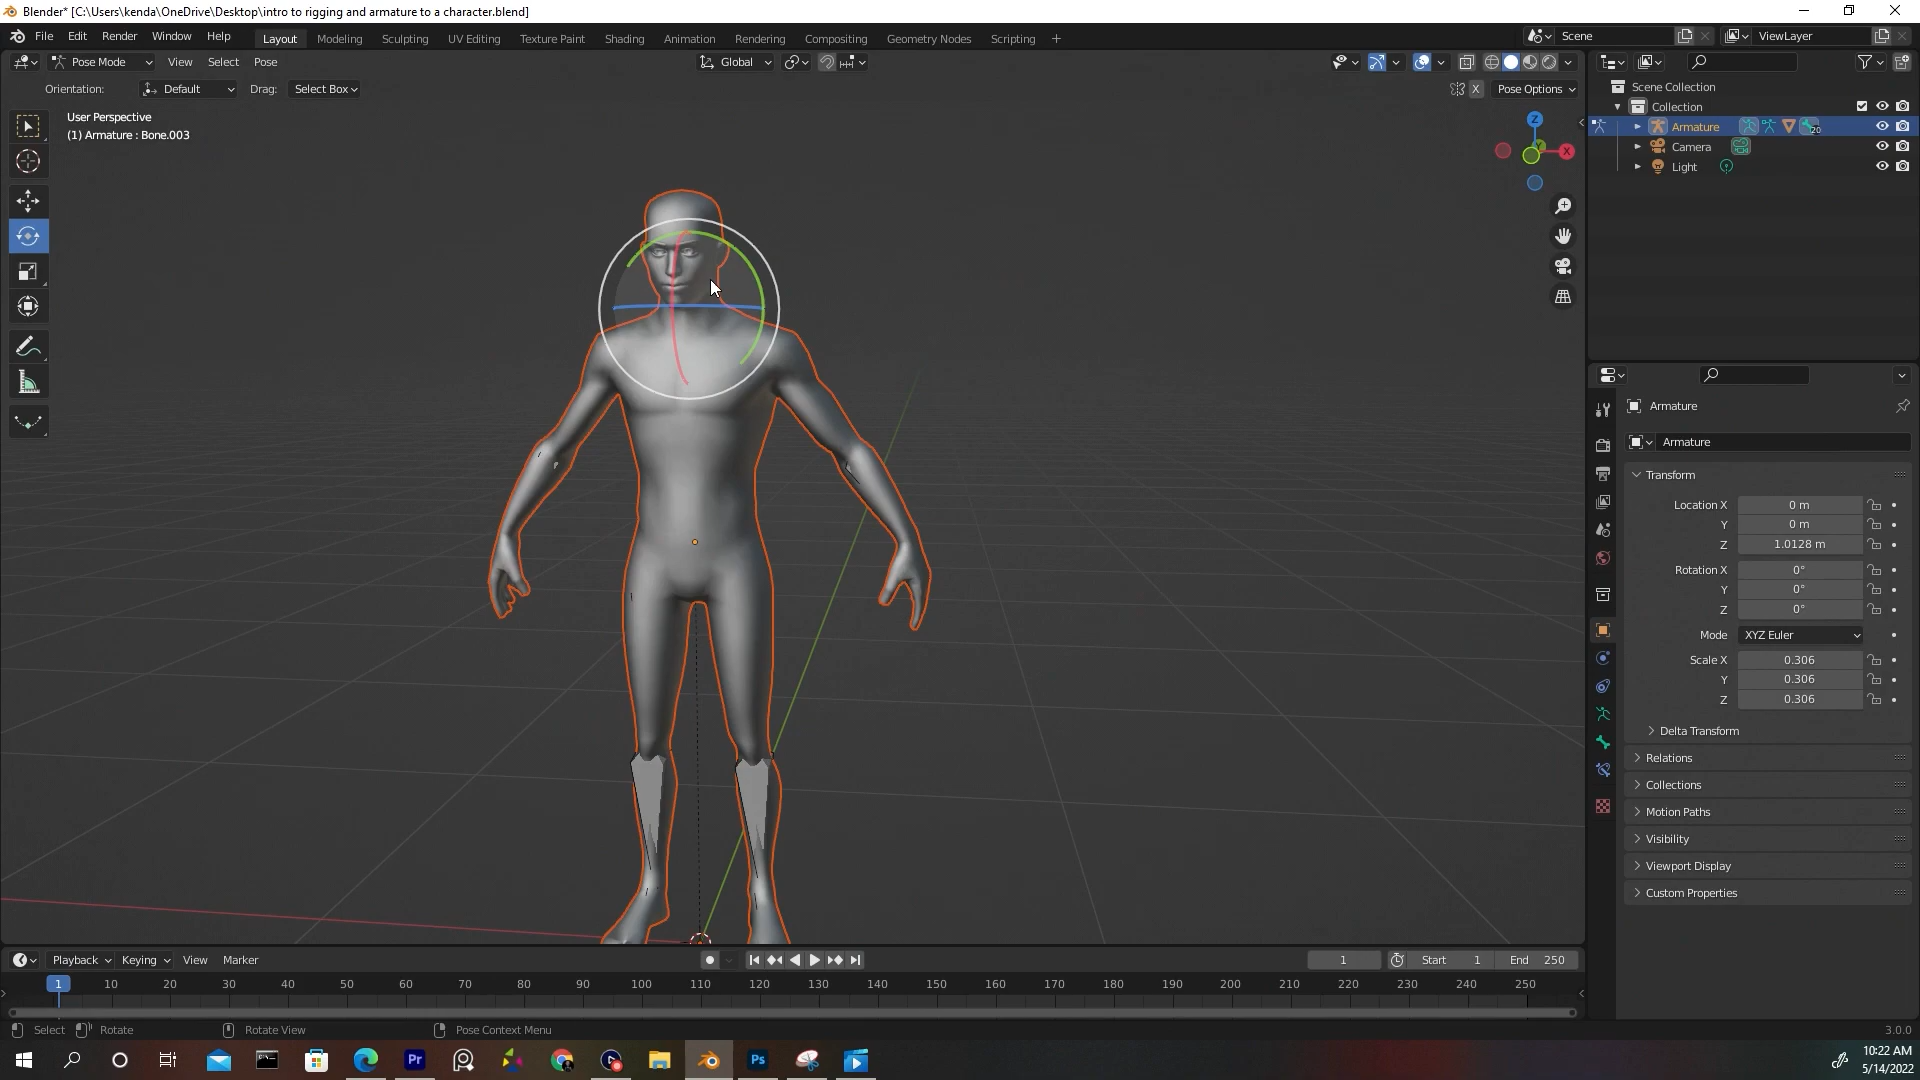 Blender* [C:\Users\kenda\OneDrive\Desktop\intro to rigging and armature to a character.blend]
File Edit Render Window Help Layout Modeling Sculpting UV Editing Texture Paint Shading Animation Rendering Compositing Geometry Nodes Scripting + Scene ViewLayer
Pose Mode View Select Pose Global
Orientation: Default Drag: Select Box X Pose Options
User Perspective
(1) Armature : Bone.003
Z
X
Scene Collection
Collection
Armature 20
Camera
Light
Armature
Armature
Transform
Location X 0 m
Y 0 m
Z 1.0128 m
Rotation X 0°
Y 0°
Z 0°
Mode XYZ Euler
Scale X 0.306
Y 0.306
Z 0.306
Delta Transform
Relations
Collections
Motion Paths
Visibility
Viewport Display
Custom Properties
Playback Keying View Marker 1 Start 1 End 250
1 10 20 30 40 50 60 70 80 90 100 110 120 130 140 150 160 170 180 190 200 210 220 230 240 250
Select Rotate Rotate View Pose Context Menu 3.0.0
Pr Ps
10:22 AM
5/14/2022